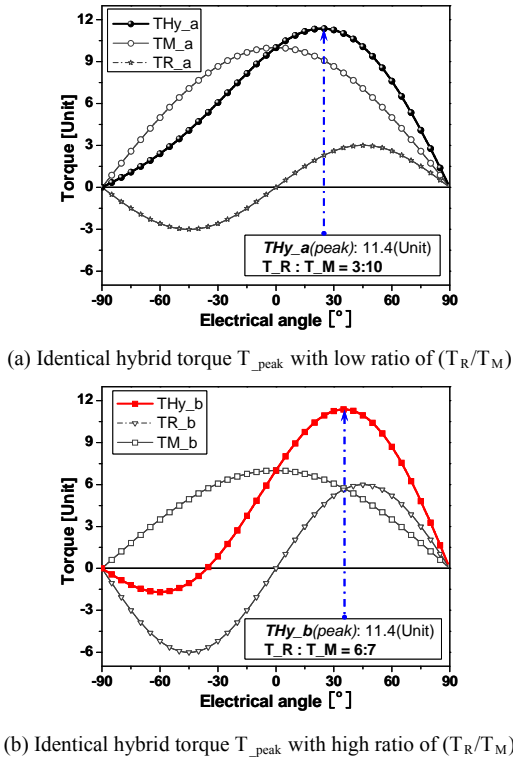 THy_a
TM_a
TR_a
12
9
6
3
0
-3
-6
Torque [Unit]
THy_a(peak): 11.4(Unit)
T_R : T_M = 3:10
-90 -60 -30 0 30 60 90
Electrical angle [°]
(a) Identical hybrid torque T_peak with low ratio of (TR/TM)
THy_b
TR_b
TM_b
12
9
6
3
0
-3
-6
Torque [Unit]
THy_b(peak): 11.4(Unit)
T_R : T_M = 6:7
-90 -60 -30 0 30 60 90
Electrical angle [°]
(b) Identical hybrid torque T_peak with high ratio of (TR/TM)